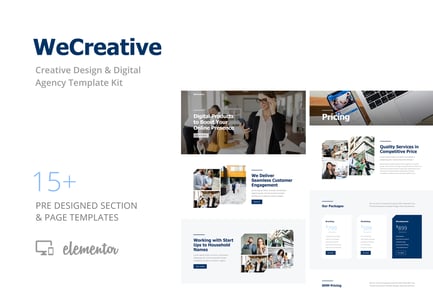 WeCreative
Creative Design & Digital
Agency Template Kit
15+
PRE DESIGNED SECTION
& PAGE TEMPLATES
elementor
Digital Products
to Boost Your
Online Presence
We Deliver
Seamless Customer
Engagement
Working with Start
Ups to Household
Names
Pricing
Quality Services in
Competitive Price
Our Packages
$899
SMM Pricing